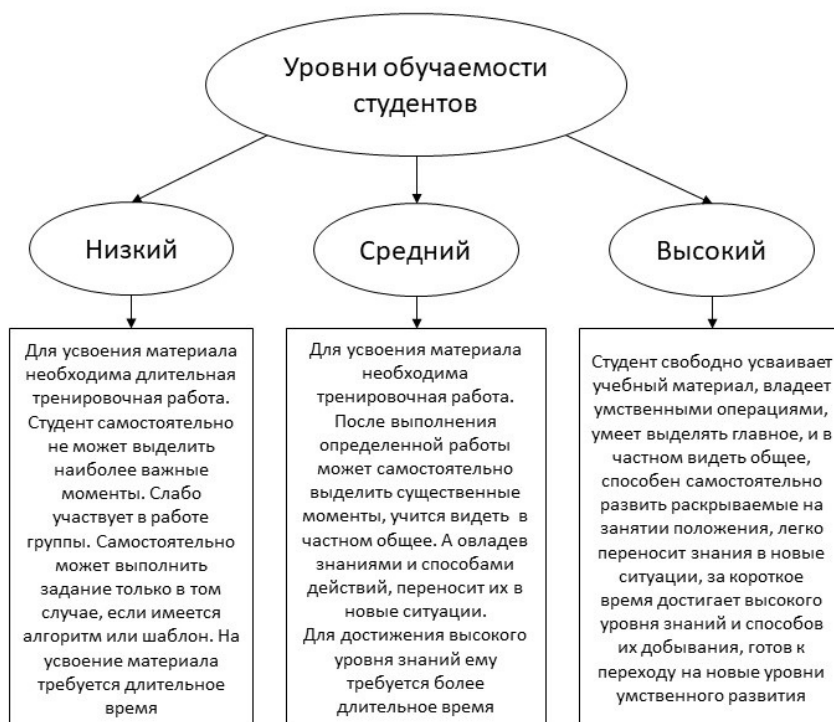 Уровни обучаемости
студентов
Низкий
Средний
Высокий
Для усвоения материала
необходима длительная
тренировочная работа.
Студент самостоятельно
не может выделить
наиболее важные
моменты. Слабо
участвует в работе
группы. Самостоятельно
может выполнить
задание только в том
случае, если имеется
алгоритм или шаблон. На
усвоение материала
требуется длительное
время
Для усвоения материала
необходима
тренировочная работа.
После выполнения
определенной работы
может самостоятельно
выделить существенные
моменты, учится видеть в
частном общее. А овладев
знаниями и способами
действий, переносит их в
новые ситуации.
Для достижения высокого
уровня знаний ему
требуется более
длительное время
Студент свободно усваивает
учебный материал, владеет
умственными операциями,
умеет выделять главное, и в
частном видеть общее,
способен самостоятельно
развить раскрываемые на
занятии положения, легко
переносит знания в новые
ситуации, за короткое
время достигает высокого
уровня знаний и способов
их добывания, готов к
переходу на новые уровни
умственного развития